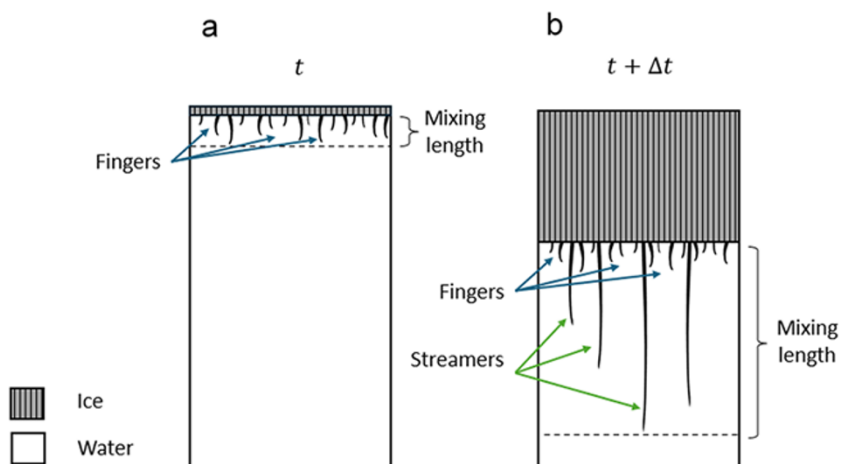 a
t
Mixing
length
Fingers
b
t + Δt
Fingers
Streamers
Mixing
length
Ice
Water